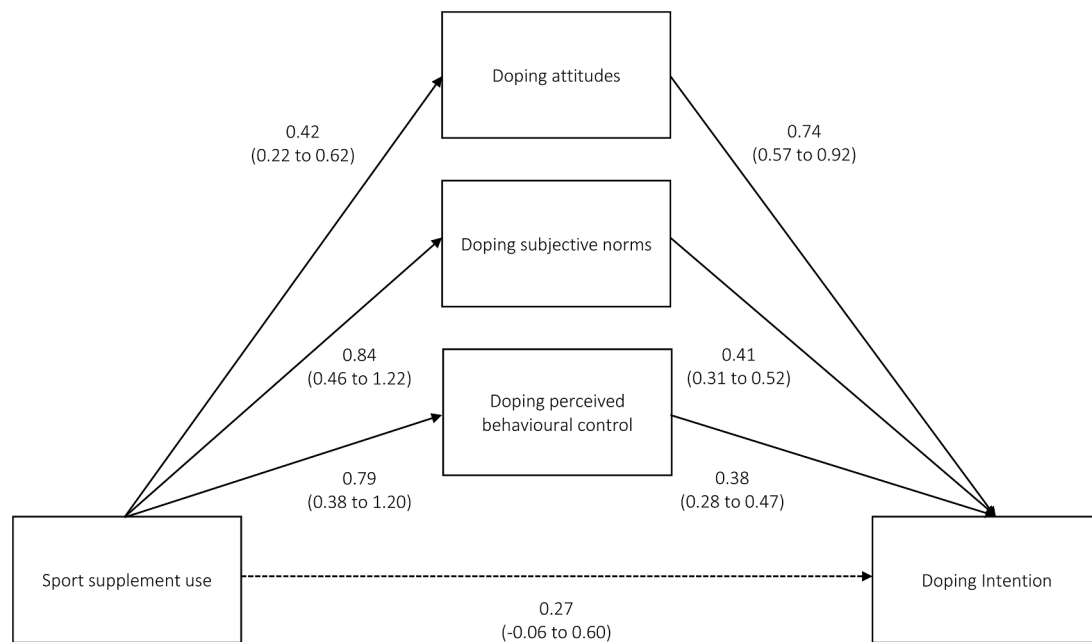 Doping attitudes
0.42
(0.22 to 0.62)
0.74
(0.57 to 0.92)
Doping subjective norms
0.84
(0.46 to 1.22)
0.41
(0.31 to 0.52)
Doping perceived
behavioural control
0.79
(0.38 to 1.20)
0.38
(0.28 to 0.47)
Sport supplement use
Doping Intention
0.27
(-0.06 to 0.60)